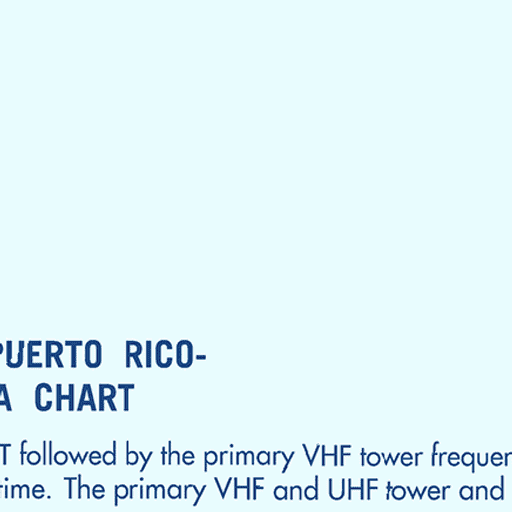 PUERTO RICO-
A CHART
T followed by the primary VHF tower frequen
time. The primary VHF and UHF tower and